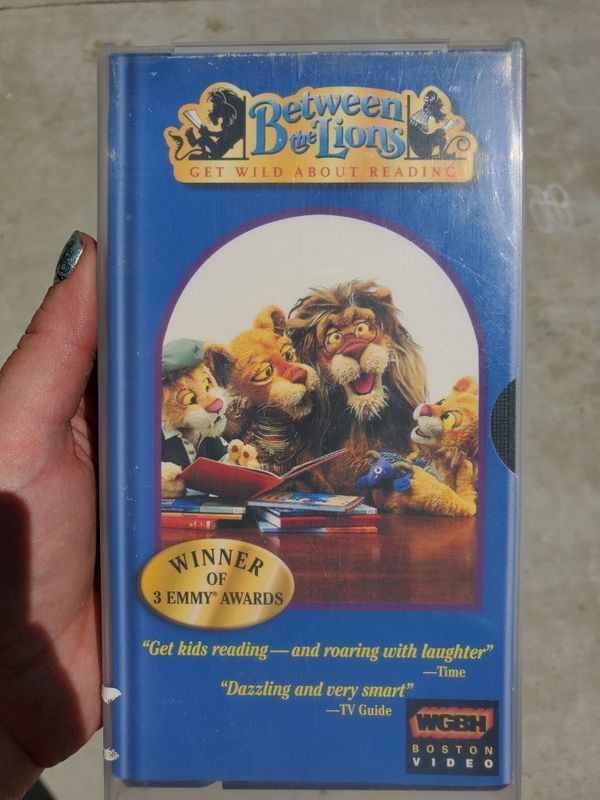 Between
the Lions
GET WILD ABOUT READING
WINNER
OF
3 EMMY® AWARDS
“Get kids reading — and roaring with laughter”
—Time
“Dazzling and very smart”
—TV Guide
WGBH
BOSTON
VIDEO